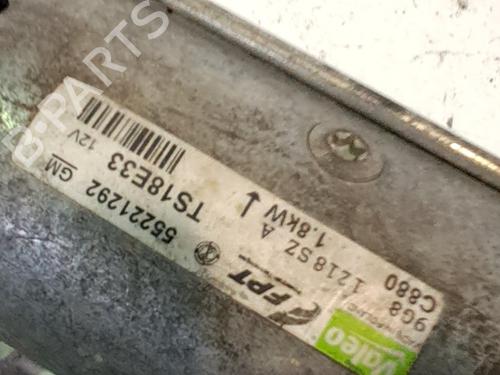 B-PARTS
Valeo
9G8
C880
FPT
1218SZ A
1.8kW
55221292 GM
TS18E33
12V